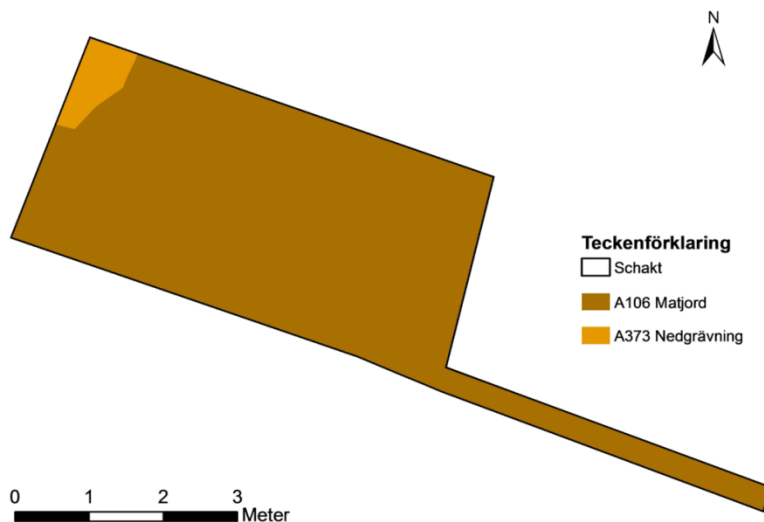 N
Teckenförklaring
Schakt
A106 Matjord
A373 Nedgrävning
0 1 2 3
Meter